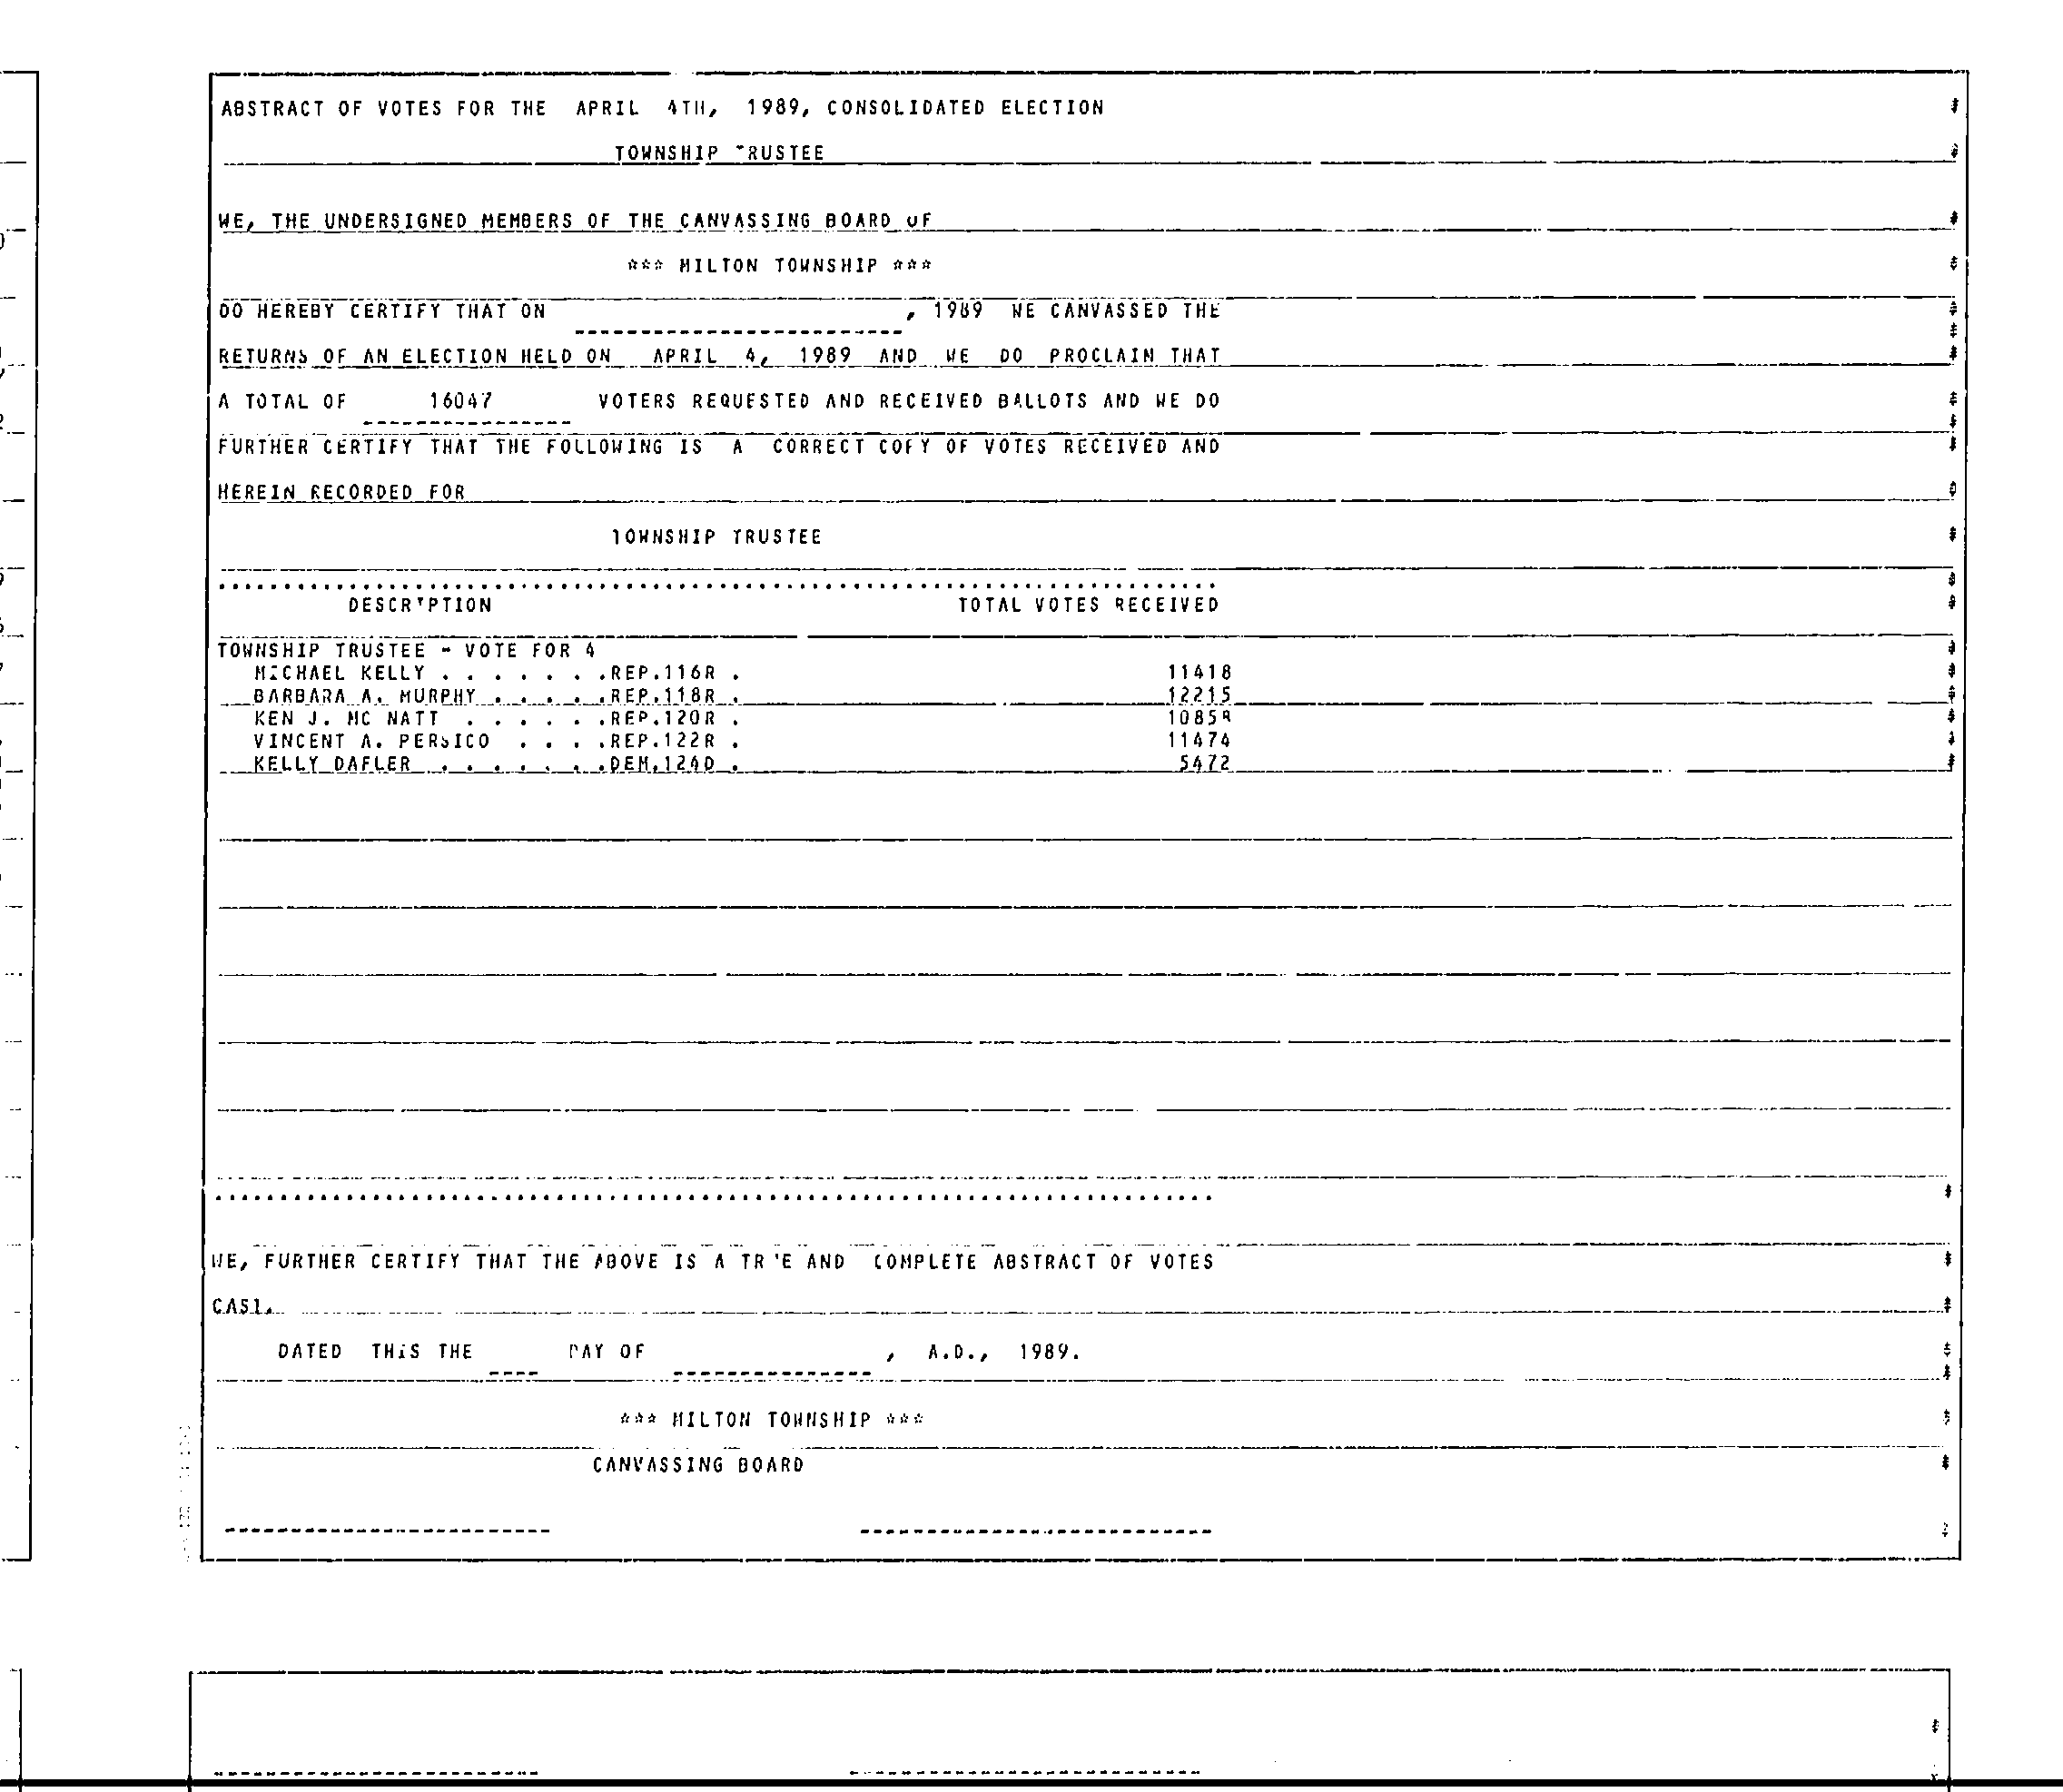 ABSTRACT OF VOTES FOR THE APRIL 4TH, 1989, CONSOLIDATED ELECTION
TOWNSHIP TRUSTEE
WE, THE UNDERSIGNED MEMBERS OF THE CANVASSING BOARD OF
*** MILTON TOWNSHIP ***
DO HEREBY CERTIFY THAT ON , 1989 WE CANVASSED THE
RETURNS OF AN ELECTION HELD ON APRIL 4, 1989 AND WE DO PROCLAIM THAT
A TOTAL OF 16047 VOTERS REQUESTED AND RECEIVED BALLOTS AND WE DO
FURTHER CERTIFY THAT THE FOLLOWING IS A CORRECT COPY OF VOTES RECEIVED AND
HEREIN RECORDED FOR
TOWNSHIP TRUSTEE
DESCRIPTION TOTAL VOTES RECEIVED
TOWNSHIP TRUSTEE - VOTE FOR 4
MICHAEL KELLY . . . . . . .REP.116R . 11418
BARBARA A. MURPHY . . . . .REP.118R . 12215
KEN J. MC NATT . . . . . .REP.120R .
VINCENT A. PERSICO . . . .REP.122R . 11474
KELLY DAFLER . . . . . . .DEM.124D . 5472
WE, FURTHER CERTIFY THAT THE ABOVE IS A TRUE AND COMPLETE ABSTRACT OF VOTES
CAST.
DATED THIS THE DAY OF , A.D., 1989.
*** MILTON TOWNSHIP ***
CANVASSING BOARD